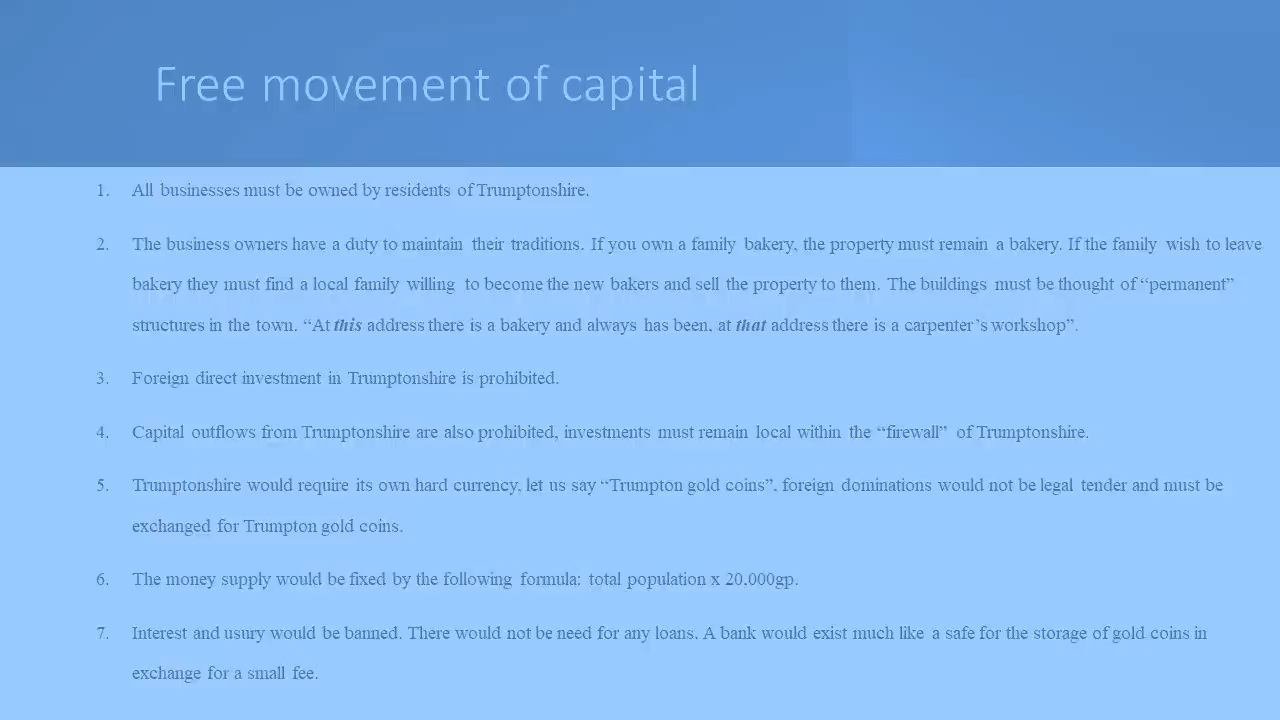 Free movement of capital
1. All businesses must be owned by residents of Trumptonshire.
2. The business owners have a duty to maintain their traditions. If you own a family bakery, the property must remain a bakery. If the family wish to leave
bakery they must find a local family willing to become the new bakers and sell the property to them. The buildings must be thought of “permanent”
structures in the town. “At this address there is a bakery and always has been, at that address there is a carpenter’s workshop”.
3. Foreign direct investment in Trumptonshire is prohibited.
4. Capital outflows from Trumptonshire are also prohibited, investments must remain local within the “firewall” of Trumptonshire.
5. Trumptonshire would require its own hard currency, let us say “Trumpton gold coins”, foreign dominations would not be legal tender and must be
exchanged for Trumpton gold coins.
6. The money supply would be fixed by the following formula: total population x 20,000gp.
7. Interest and usury would be banned. There would not be need for any loans. A bank would exist much like a safe for the storage of gold coins in
exchange for a small fee.